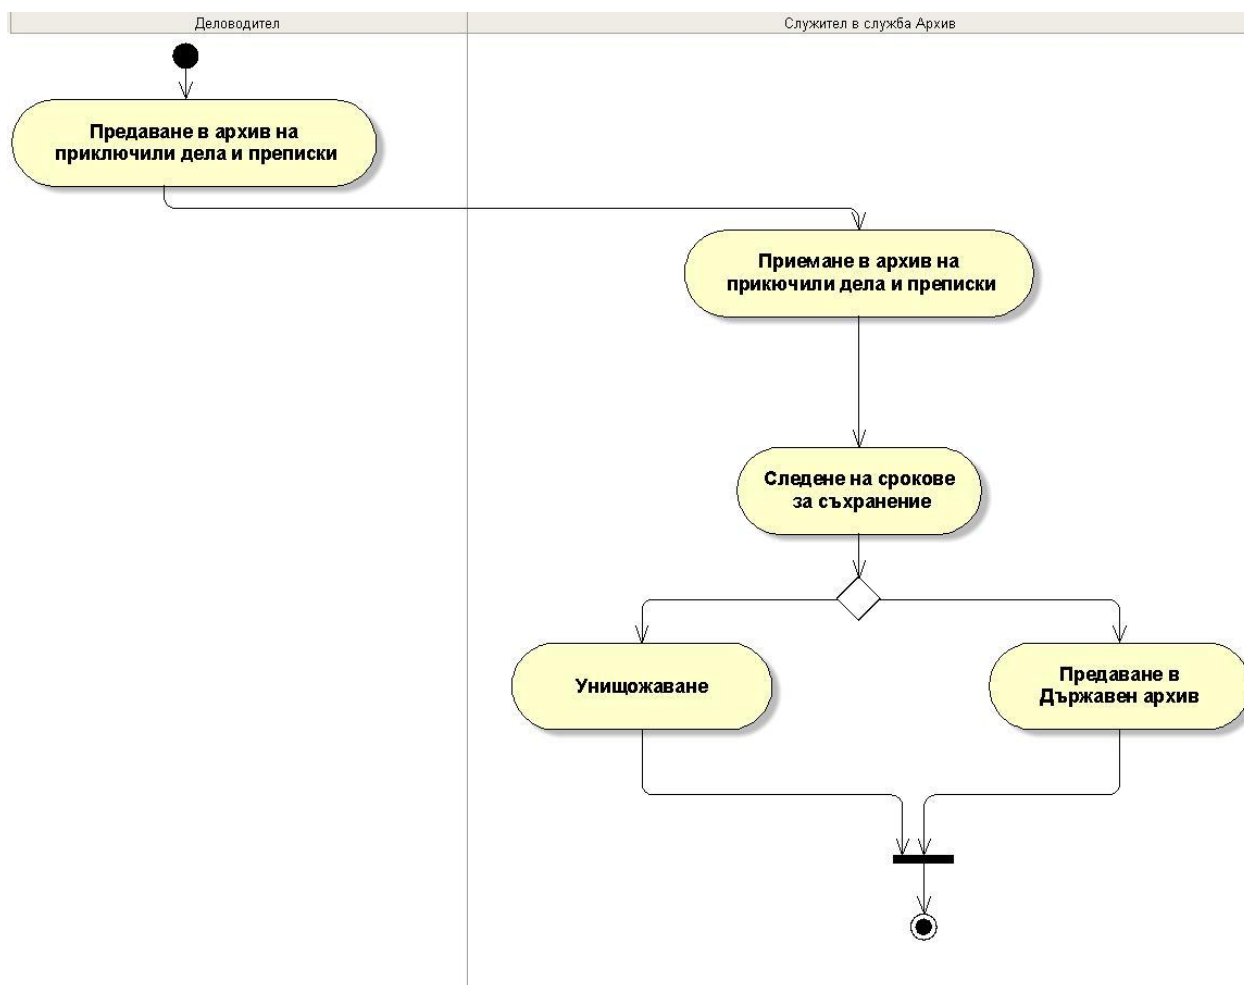 Деловодител
Служител в служба Архив
Предаване в архив на
приключили дела и преписки
Приемане в архив на
прикючили дела и преписки
Следене на срокове
за съхранение
Унищожаване
Предаване в
Държавен архив